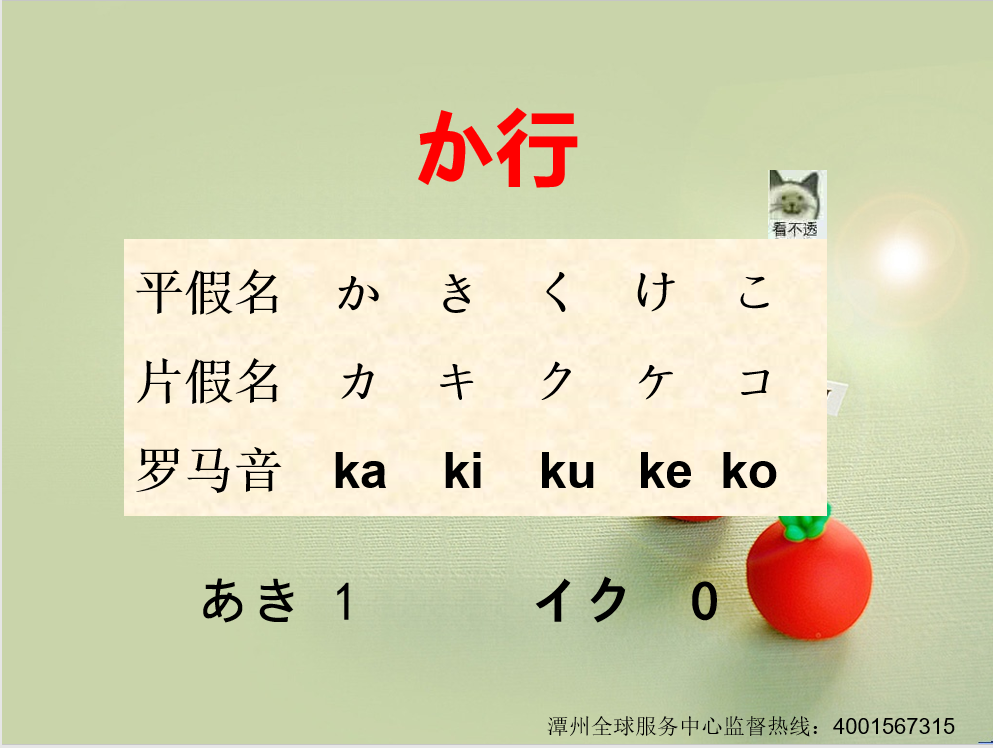 か行
看不透
平假名 か き く け こ
片假名 カ キ ク ケ コ
罗马音 ka ki ku ke ko
あき 1 イク 0
潭州全球服务中心监督热线：4001567315